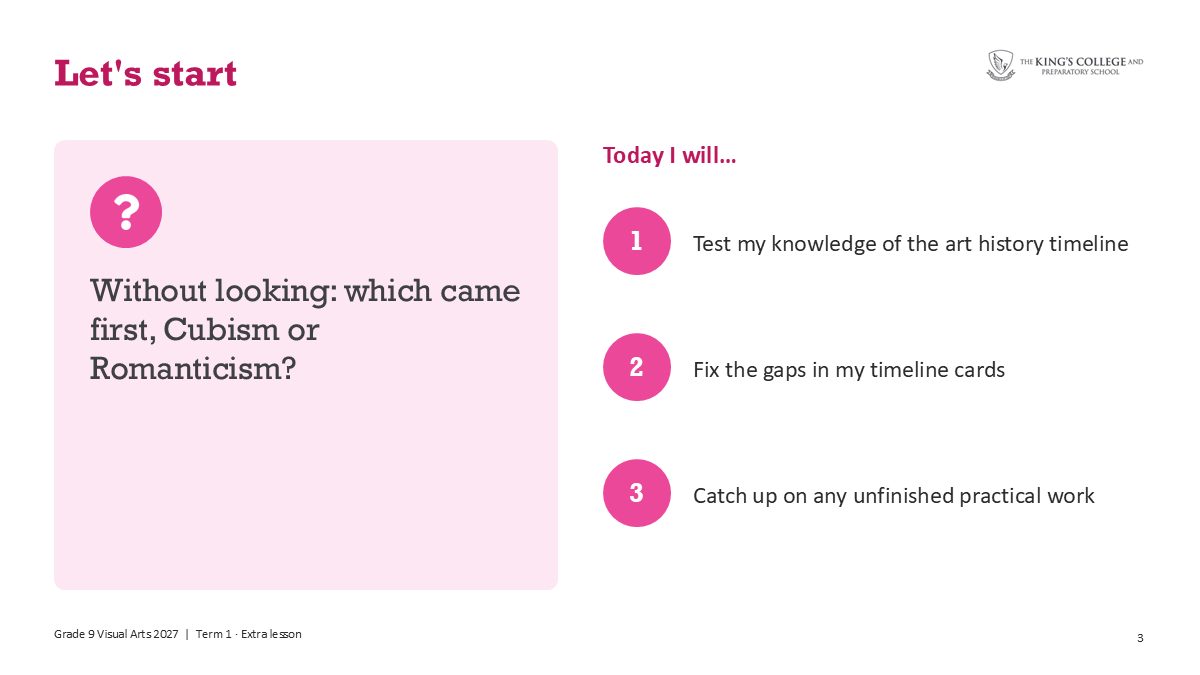 Let's start
THE KING'S COLLEGE AND
PREPARATORY SCHOOL
?
Without looking: which came
first, Cubism or
Romanticism?
Today I will...
1
Test my knowledge of the art history timeline
2
Fix the gaps in my timeline cards
3
Catch up on any unfinished practical work
Grade 9 Visual Arts 2027 | Term 1 · Extra lesson
3